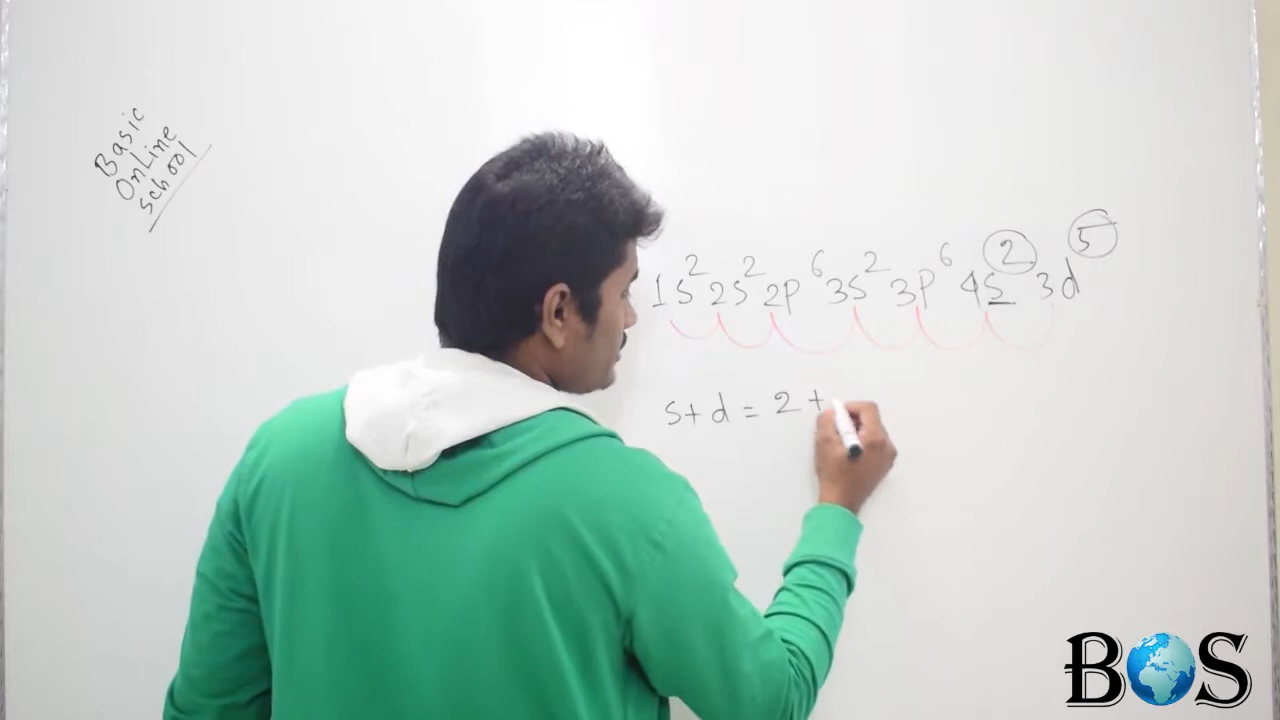 Basic
OnLine
school
1s² 2s² 2p⁶ 3s² 3p⁶ 4s² 3d⁵
s+d = 2 +
BOS